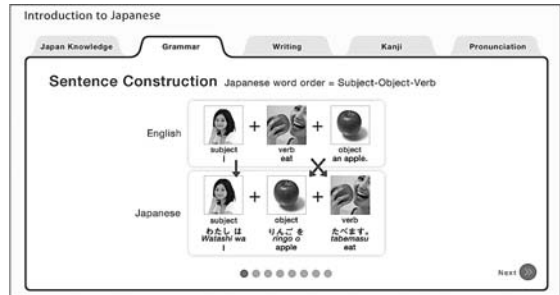 Introduction to Japanese
Japan Knowledge
Grammar
Writing
Kanji
Pronunciation
Sentence Construction Japanese word order = Subject-Object-Verb
English
+ +
subject verb object
I eat an apple.
Japanese
+ +
subject object verb
わたし は りんご を たべます。
Watashi wa ringo o tabemasu
I apple eat
Next